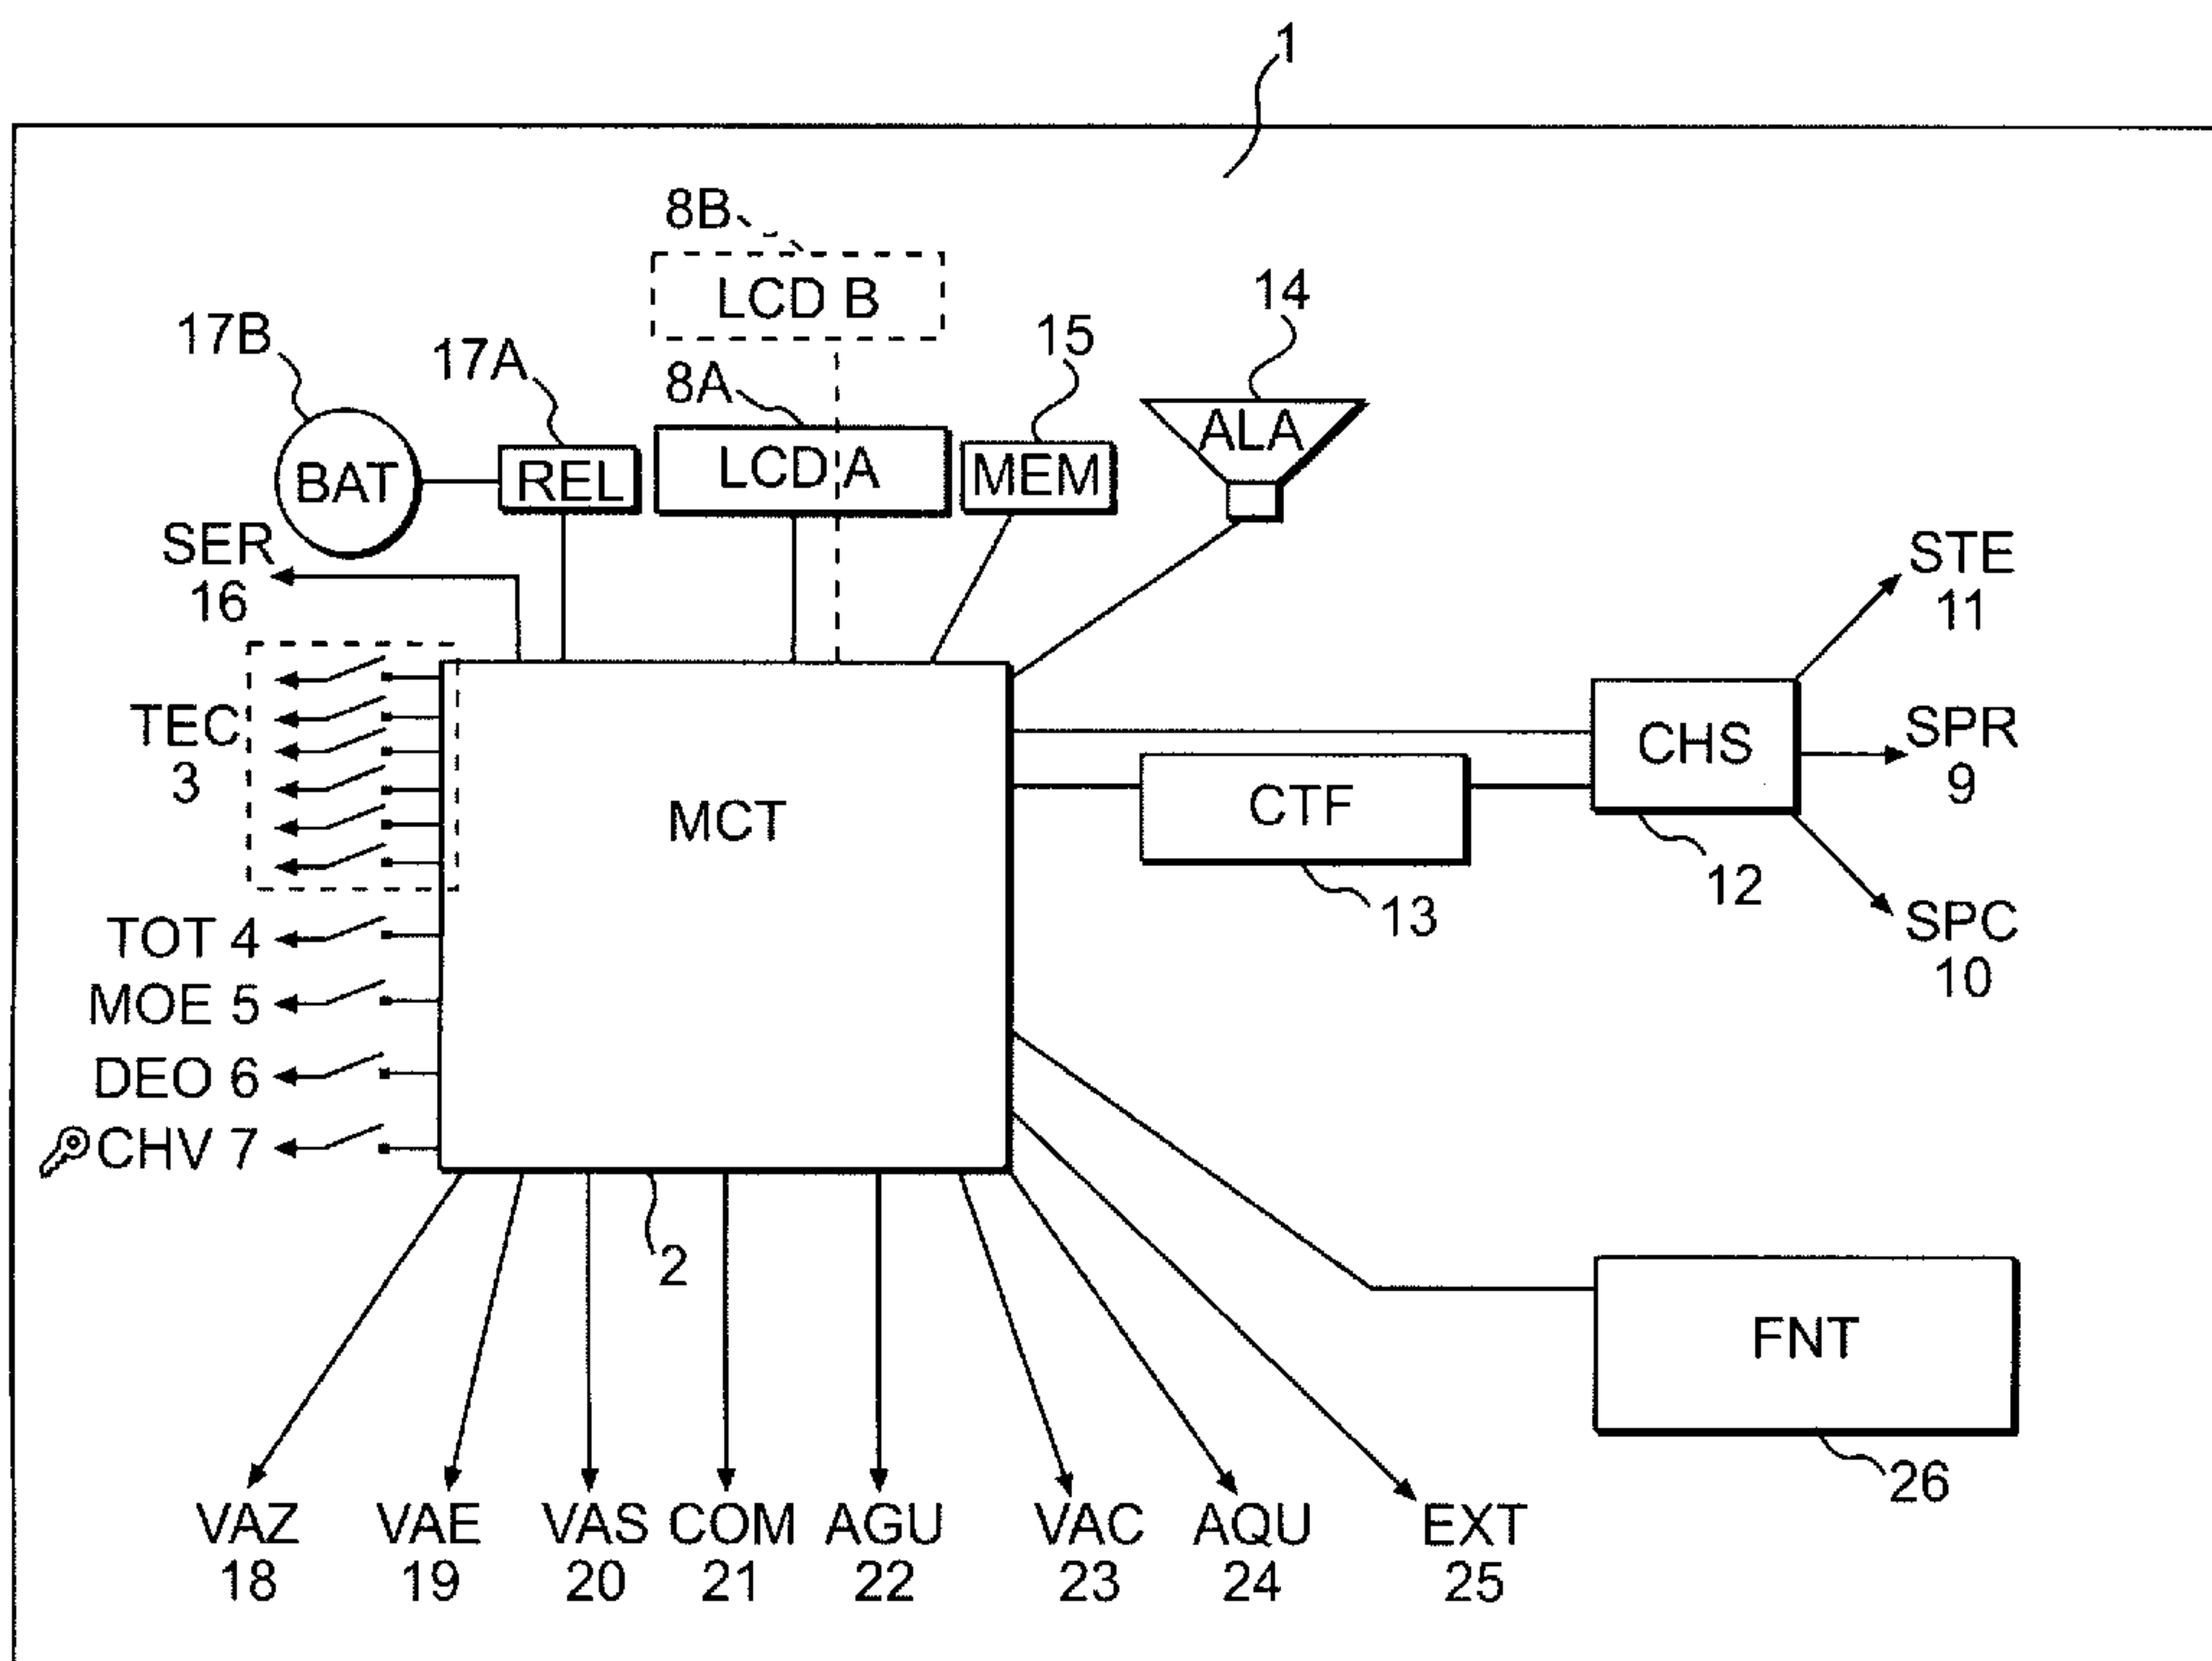 1
8B
LCD B
14
17B
17A
15
8A
ALA
BAT
REL
LCD A
MEM
SER
16
STE
11
TEC
3
MCT
CHS
SPR
9
CTF
12
13
SPC
10
TOT 4
MOE 5
DEO 6
CHV 7
2
FNT
26
VAZ
18
VAE
19
VAS
20
COM
21
AGU
22
VAC
23
AQU
24
EXT
25